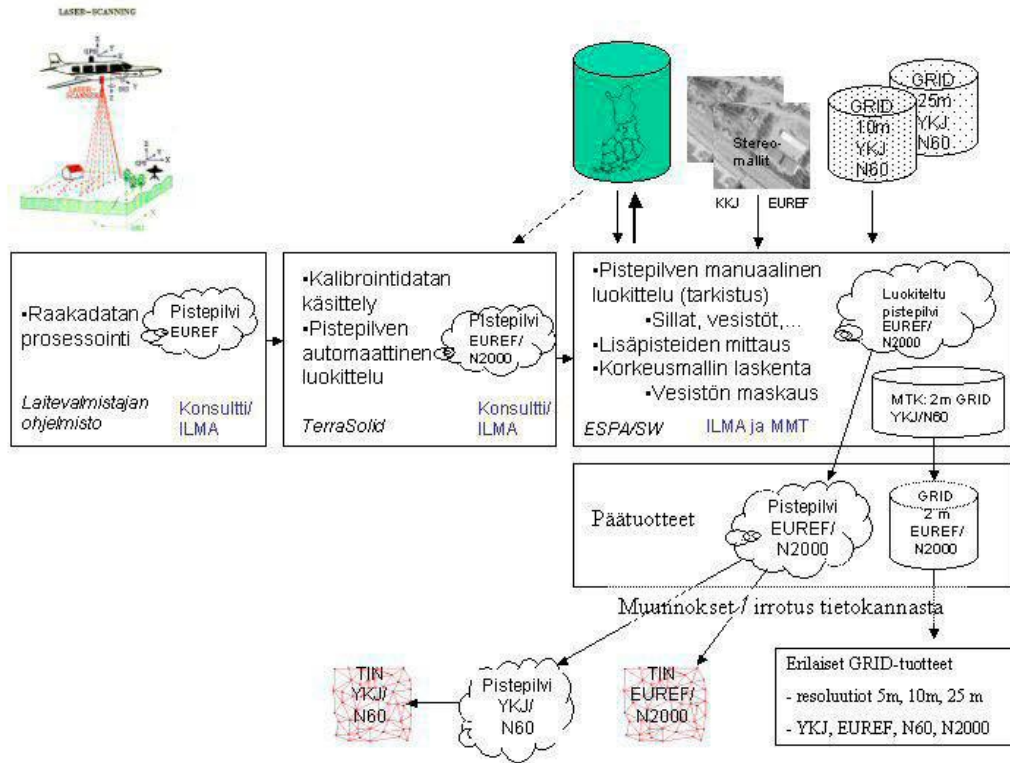 LASER-SCANNING
GPS
X
Y
Z
X
LASER-
SCANNER
GPS
Z
Y
X
GRID
25m
YKJ
N60
GRID
10m
YKJ
N60
Stereo-
mallit
KKJ EUREF
▪Raakadatan
prosessointi
Pistepilvi
EUREF
Laitevalmistajan
ohjelmisto
Konsultti/
ILMA
▪Kalibrointidatan
käsittely
▪Pistepilven
automaattinen
luokittelu
Pistepilvi
EUREF/
N2000
TerraSolid
Konsultti/
ILMA
▪Pistepilven manuaalinen
luokittelu (tarkistus)
▪Sillat, vesistöt,...
▪Lisäpisteiden mittaus
▪Korkeusmallin laskenta
▪Vesistön maskaus
ESPA/SW
ILMA ja MMT
Luokiteltu
pistepilvi
EUREF/
N2000
MTK: 2m GRID
YKJ/N60
Päätuotteet
Pistepilvi
EUREF/
N2000
GRID
2 m
EUREF/
N2000
Muunnokset / irrotus tietokannasta
TIN
YKJ/
N60
Pistepilvi
YKJ/
N60
TIN
EUREF/
N2000
Erilaiset GRID-tuotteet
- resoluutiot 5m, 10m, 25 m
- YKJ, EUREF, N60, N2000